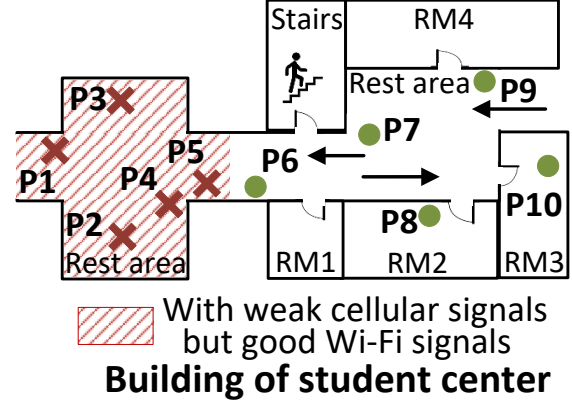 Stairs
RM4
P3
Rest area
P9
P7
P5
P6
P1
P4
P10
P2
P8
Rest area
RM1
RM2
RM3
With weak cellular signals
but good Wi-Fi signals
Building of student center